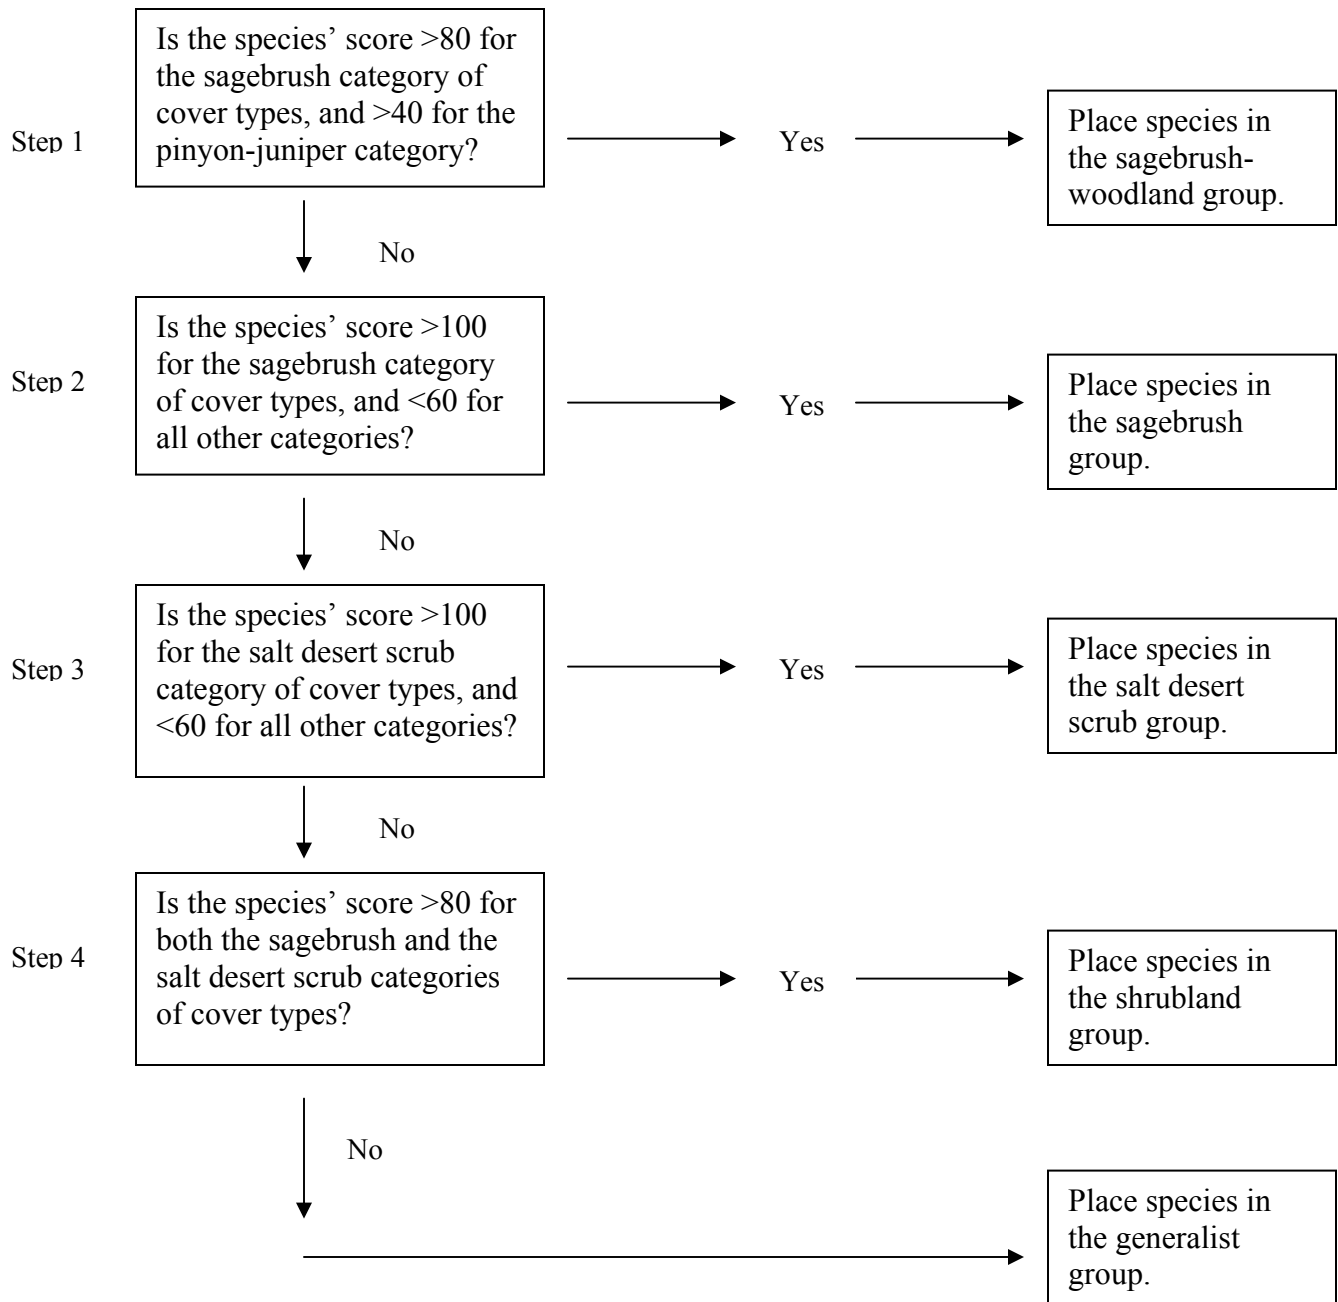 Is the species’ score >80 for
the sagebrush category of
cover types, and >40 for the
pinyon-juniper category?
Step 1
Yes
Place species in
the sagebrush-
woodland group.
No
Is the species’ score >100
for the sagebrush category
of cover types, and <60 for
all other categories?
Step 2
Yes
Place species in
the sagebrush
group.
No
Is the species’ score >100
for the salt desert scrub
category of cover types, and
<60 for all other categories?
Step 3
Yes
Place species in
the salt desert
scrub group.
No
Is the species’ score >80 for
both the sagebrush and the
salt desert scrub categories
of cover types?
Step 4
Yes
Place species in
the shrubland
group.
No
Place species in
the generalist
group.